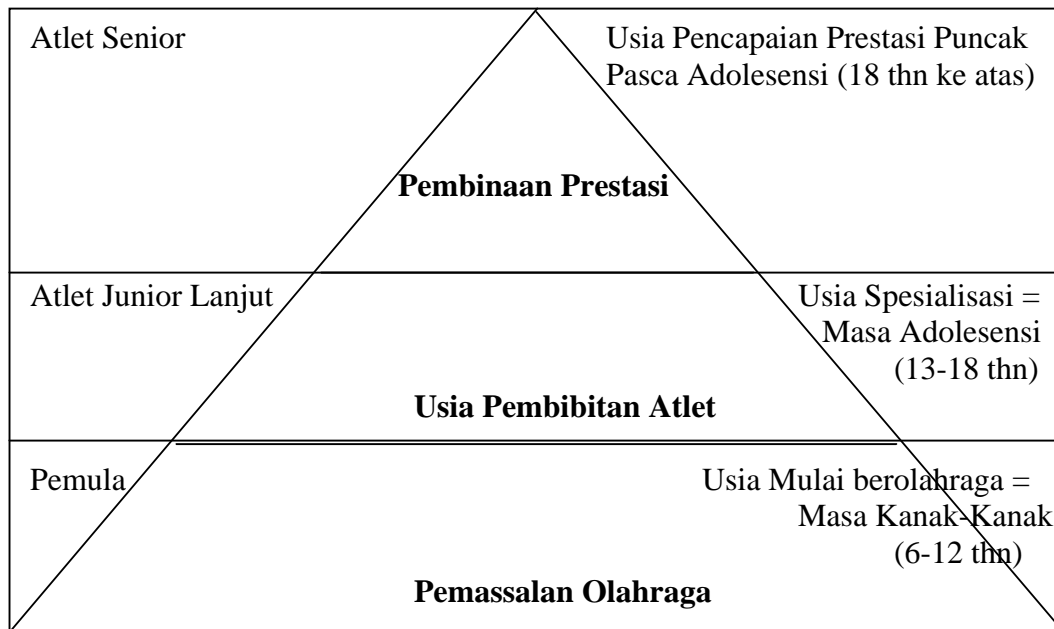 Atlet Senior
Usia Pencapaian Prestasi Puncak
Pasca Adolesensi (18 thn ke atas)
Pembinaan Prestasi
Atlet Junior Lanjut
Usia Spesialisasi =
Masa Adolesensi
(13-18 thn)
Usia Pembibitan Atlet
Pemula
Usia Mulai berolahraga =
Masa Kanak-Kanak
(6-12 thn)
Pemassalan Olahraga